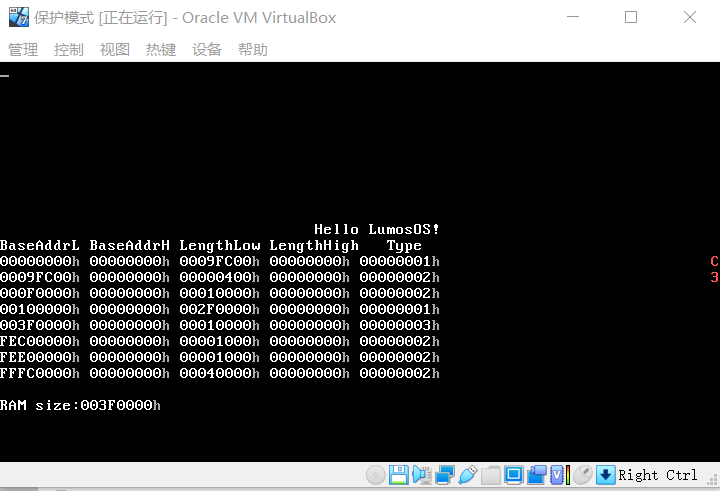 保护模式 [正在运行] - Oracle VM VirtualBox
管理 控制 视图 热键 设备 帮助
Hello LumosOS!
BaseAddrL BaseAddrH LengthLow LengthHigh Type
00000000h 00000000h 0009FC00h 00000000h 00000001h C
0009FC00h 00000000h 00000400h 00000000h 00000002h 3
000F0000h 00000000h 00010000h 00000000h 00000002h
00100000h 00000000h 002F0000h 00000000h 00000001h
003F0000h 00000000h 00010000h 00000000h 00000003h
FEC00000h 00000000h 00001000h 00000000h 00000002h
FEE00000h 00000000h 00001000h 00000000h 00000002h
FFFC0000h 00000000h 00040000h 00000000h 00000002h
RAM size:003F0000h
Right Ctrl